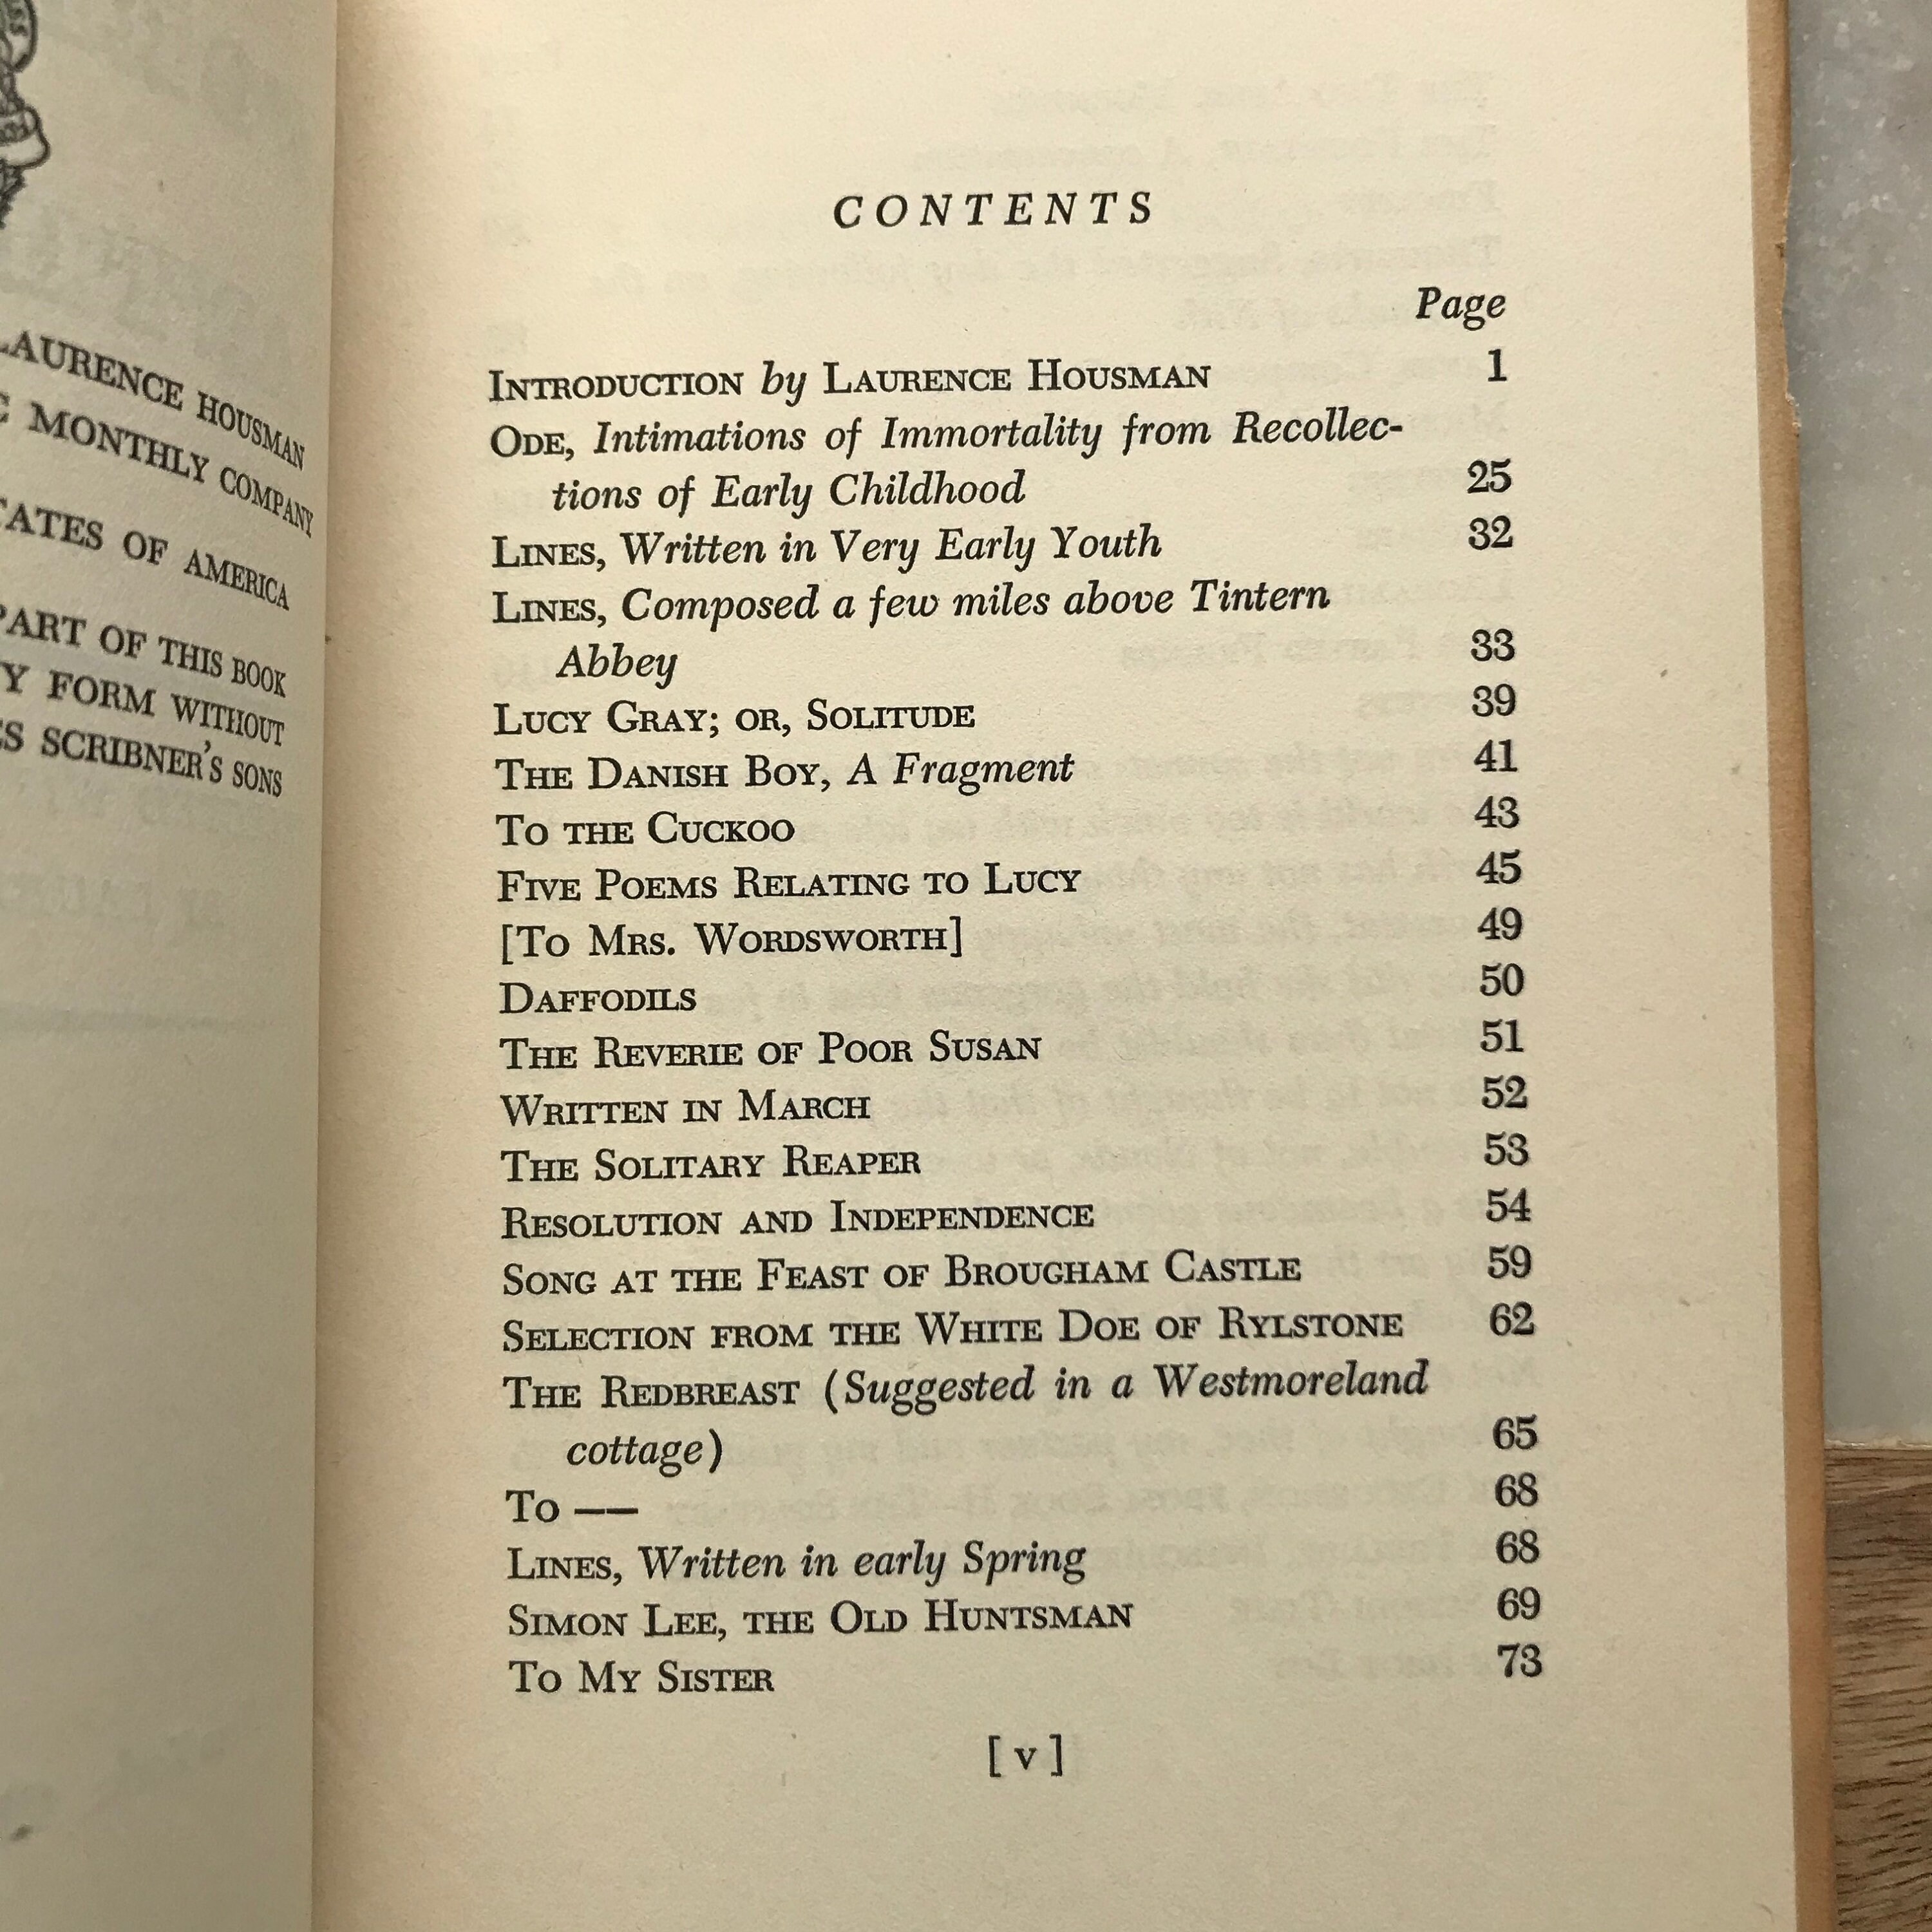 LAURENCE HOUSMAN
MONTHLY COMPANY
OF AMERICA
PART OF THIS BOOK
FORM WITHOUT
SCRIBNER'S SONS
CONTENTS
Page
INTRODUCTION by LAURENCE HOUSMAN 1
ODE, Intimations of Immortality from Recollec-
tions of Early Childhood 25
LINES, Written in Very Early Youth 32
LINES, Composed a few miles above Tintern
Abbey 33
LUCY GRAY; OR, SOLITUDE 39
THE DANISH BOY, A Fragment 41
TO THE CUCKOO 43
FIVE POEMS RELATING TO LUCY 45
[TO MRS. WORDSWORTH] 49
DAFFODILS 50
THE REVERIE OF POOR SUSAN 51
WRITTEN IN MARCH 52
THE SOLITARY REAPER 53
RESOLUTION AND INDEPENDENCE 54
SONG AT THE FEAST OF BROUGHAM CASTLE 59
SELECTION FROM THE WHITE DOE OF RYLSTONE 62
THE REDBREAST (Suggested in a Westmoreland
cottage) 65
TO —— 68
LINES, Written in early Spring 68
SIMON LEE, THE OLD HUNTSMAN 69
TO MY SISTER 73
[ v ]